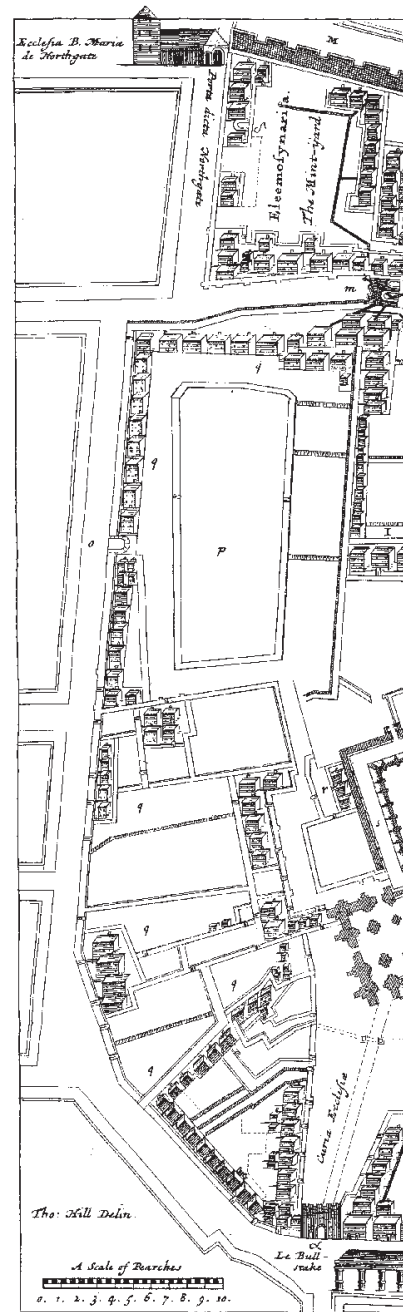 Ecclesia B. Mariæ
de Northgate
M
Porta dicta Northgate
Eleemosynaria.
The Mint-yard
m
q
q
o
p
I
q
r
s
q
q
q
Curia Ecclesiæ
Tho: Hill Delin.
α
Le Bull-
stake
A Scale of Pearches
0. 1. 2. 3. 4. 5. 6. 7. 8. 9. 10.